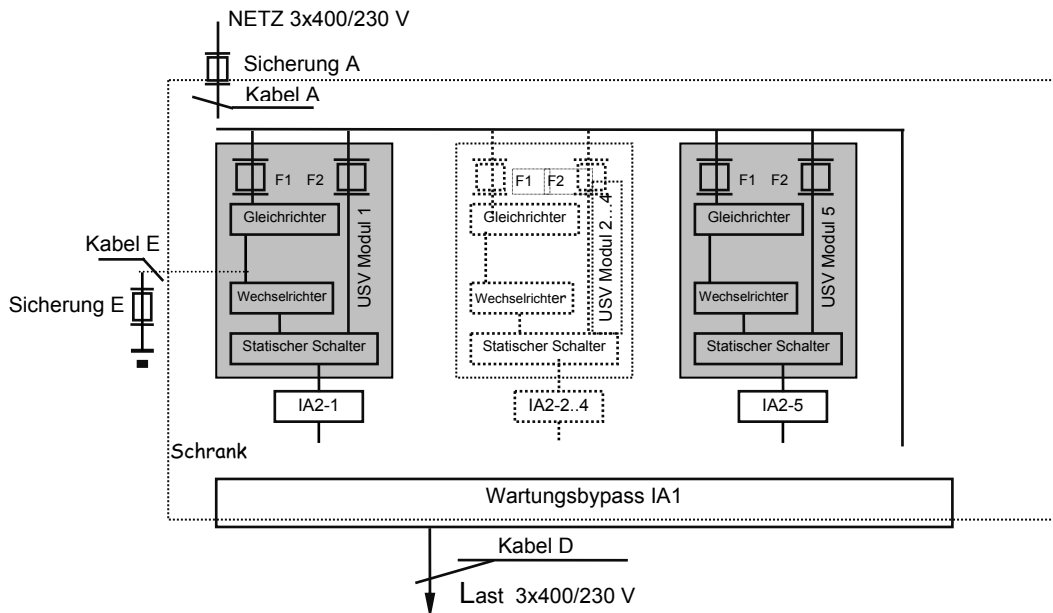 NETZ 3x400/230 V
Sicherung A
Kabel A
F1 F2
USV Modul 1
Gleichrichter
Wechselrichter
Statischer Schalter
IA2-1
F1 F2
USV Modul 2...4
Gleichrichter
Wechselrichter
Statischer Schalter
IA2-2..4
F1 F2
USV Modul 5
Gleichrichter
Wechselrichter
Statischer Schalter
IA2-5
Kabel E
Sicherung E
Schrank
Wartungsbypass IA1
Kabel D
Last 3x400/230 V